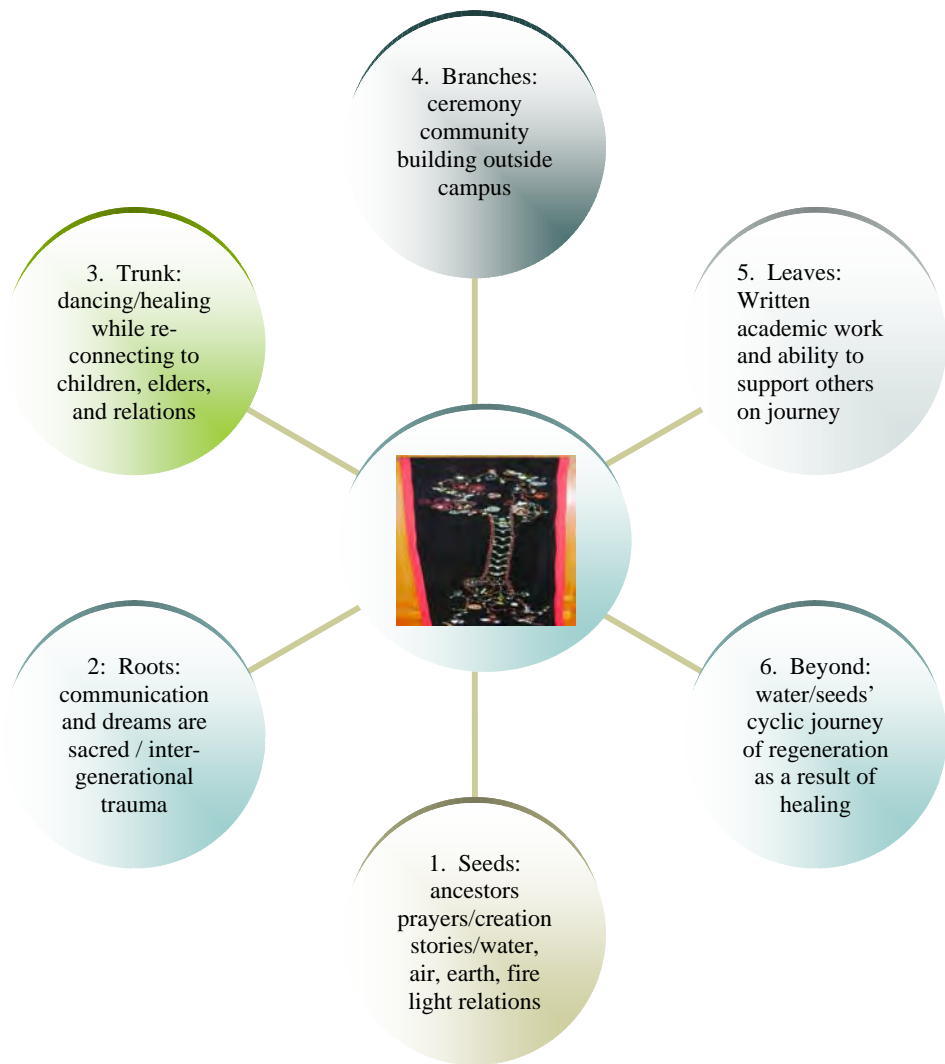 4. Branches:
ceremony
community
building outside
campus
3. Trunk:
dancing/healing
while re-
connecting to
children, elders,
and relations
5. Leaves:
Written
academic work
and ability to
support others
on journey
2: Roots:
communication
and dreams are
sacred / inter-
generational
trauma
6. Beyond:
water/seeds’
cyclic journey
of regeneration
as a result of
healing
1. Seeds:
ancestors
prayers/creation
stories/water,
air, earth, fire
light relations